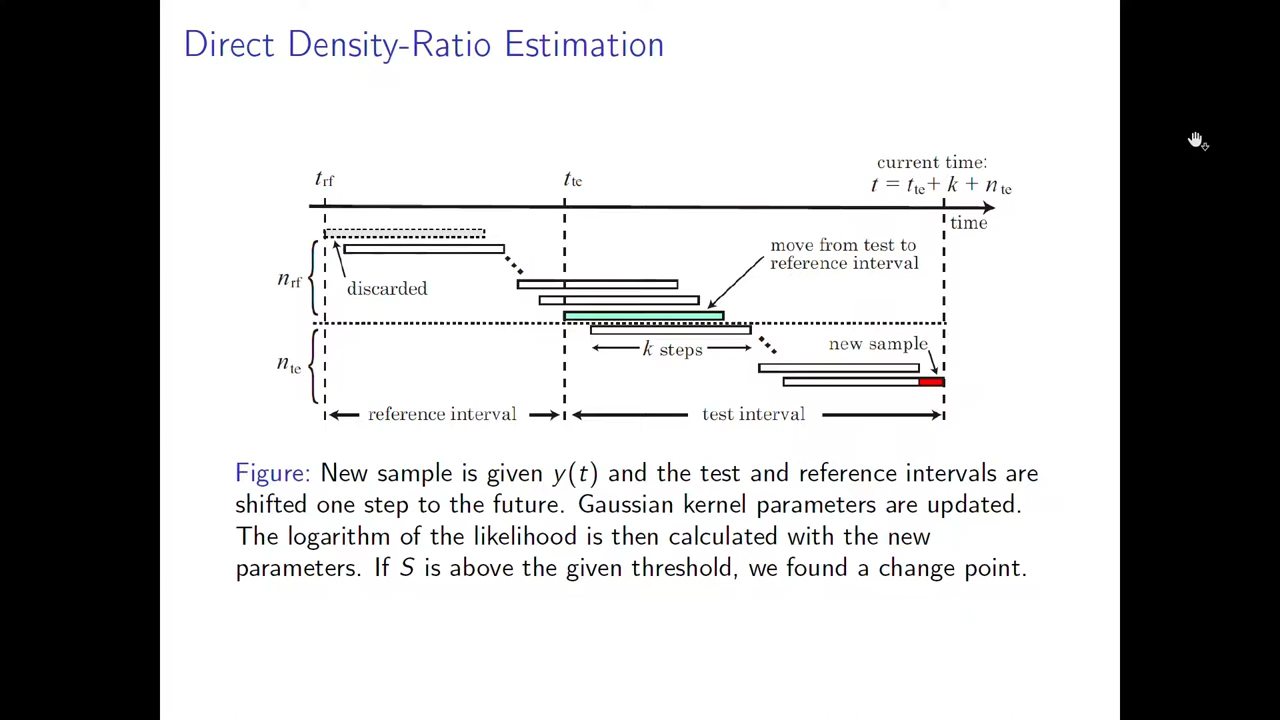 Direct Density-Ratio Estimation
current time:
t_rf t_te t = t_te + k + n_te
time
move from test to
reference interval
n_rf
discarded
new sample
k steps
n_te
reference interval test interval
Figure: New sample is given y(t) and the test and reference intervals are
shifted one step to the future. Gaussian kernel parameters are updated.
The logarithm of the likelihood is then calculated with the new
parameters. If S is above the given threshold, we found a change point.